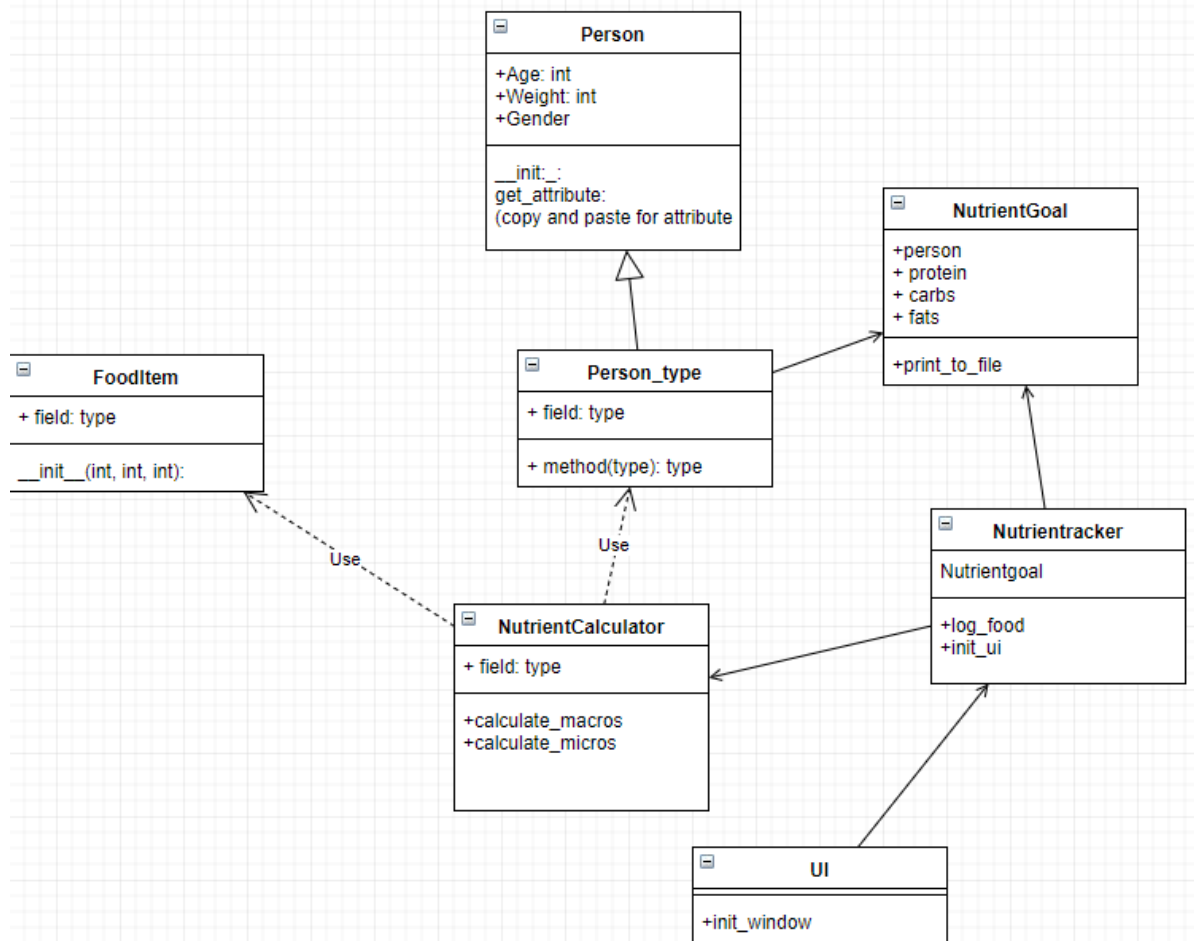 Person
+Age: int
+Weight: int
+Gender
__init:_:
get_attribute:
(copy and paste for attribute
NutrientGoal
+person
+ protein
+ carbs
+ fats
+print_to_file
FoodItem
+ field: type
__init__(int, int, int):
Person_type
+ field: type
+ method(type): type
Use
Use
Nutrientracker
Nutrientgoal
+log_food
+init_ui
NutrientCalculator
+ field: type
+calculate_macros
+calculate_micros
UI
+init_window